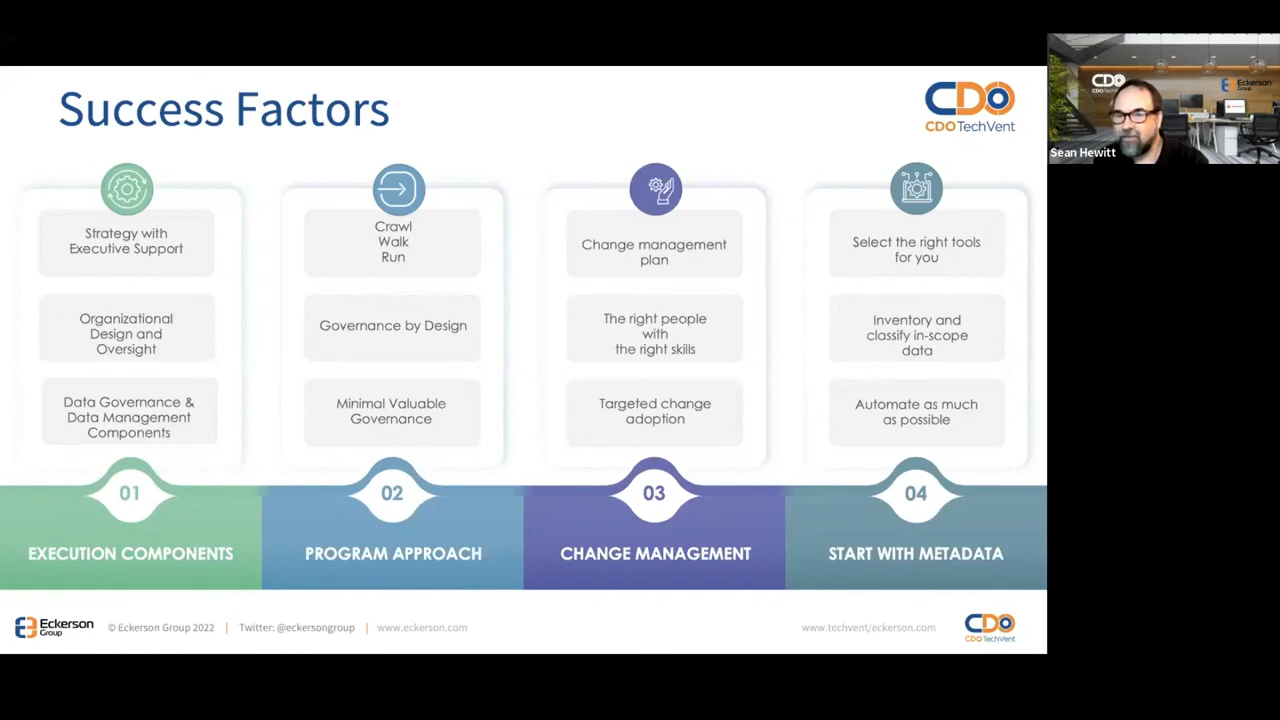 Success Factors
CDO
CDO TechVent
CDO
Eckerson
Group
Sean Hewitt
Strategy with
Executive Support
Organizational
Design and
Oversight
Data Governance &
Data Management
Components
01
EXECUTION COMPONENTS
Crawl
Walk
Run
Governance by Design
Minimal Valuable
Governance
02
PROGRAM APPROACH
Change management
plan
The right people
with
the right skills
Targeted change
adoption
03
CHANGE MANAGEMENT
Select the right tools
for you
Inventory and
classify in-scope
data
Automate as much
as possible
04
START WITH METADATA
Eckerson
Group
© Eckerson Group 2022 | Twitter: @eckersongroup | www.eckerson.com
www.techvent/eckerson.com
CDO
CDO TechVent